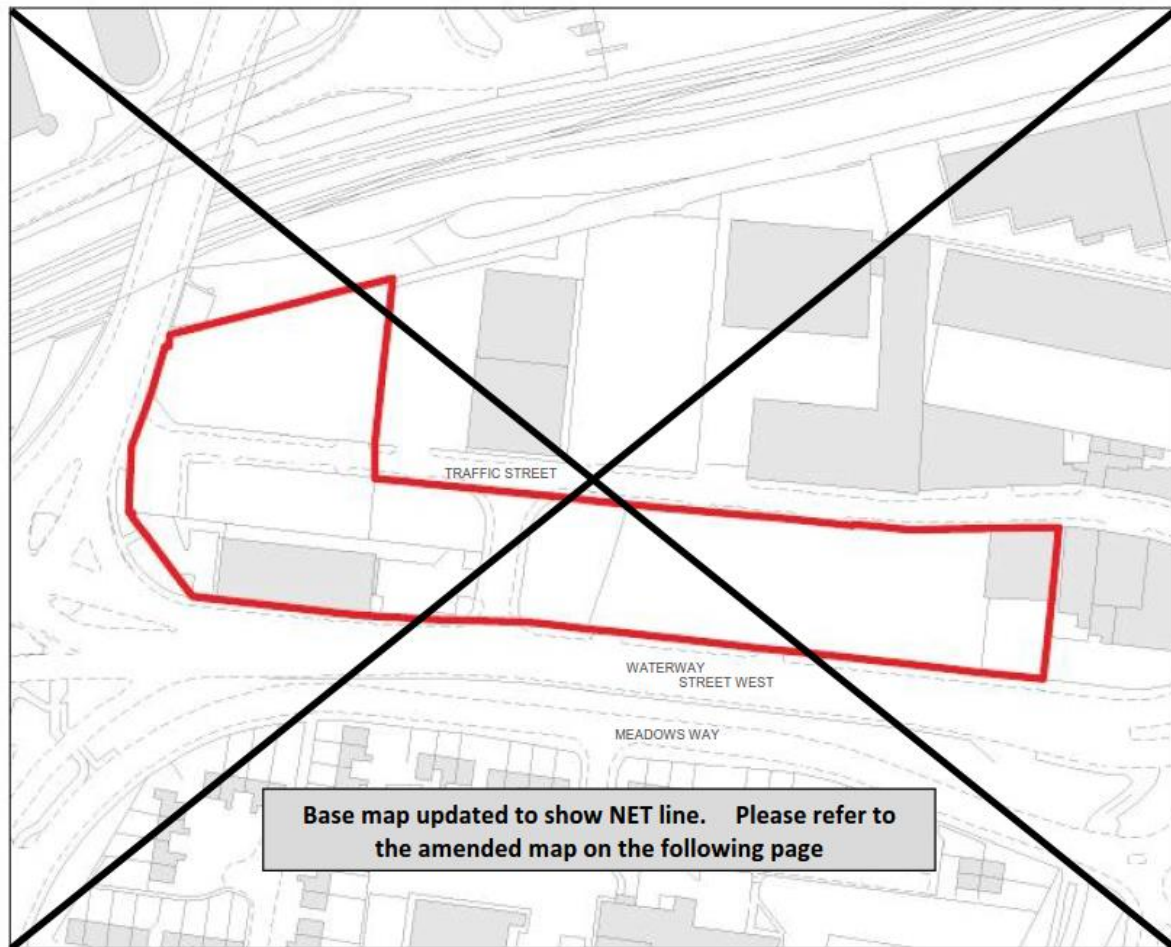 TRAFFIC STREET
WATERWAY
STREET WEST
MEADOWS WAY
Base map updated to show NET line. Please refer to
the amended map on the following page